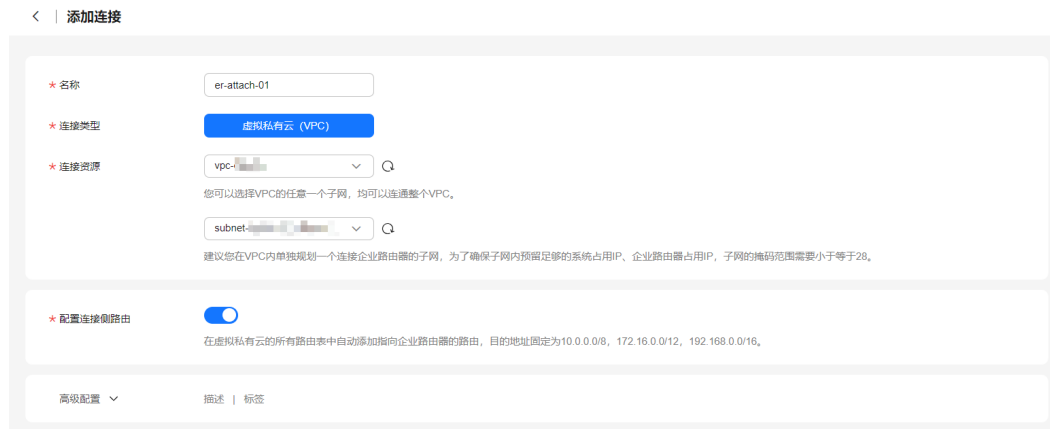 添加连接
* 名称
er-attach-01
* 连接类型
虚拟私有云（VPC）
* 连接资源
vpc-
您可以选择VPC的任意一个子网，均可以连通整个VPC。
subnet-
建议您在VPC内单独规划一个连接企业路由器的子网，为了确保子网内预留足够的系统占用IP、企业路由器占用IP，子网的掩码范围需要小于等于28。
* 配置连接侧路由
在虚拟私有云的所有路由表中自动添加指向企业路由器的路由，目的地址固定为10.0.0.0/8，172.16.0.0/12，192.168.0.0/16。
高级配置
描述 | 标签